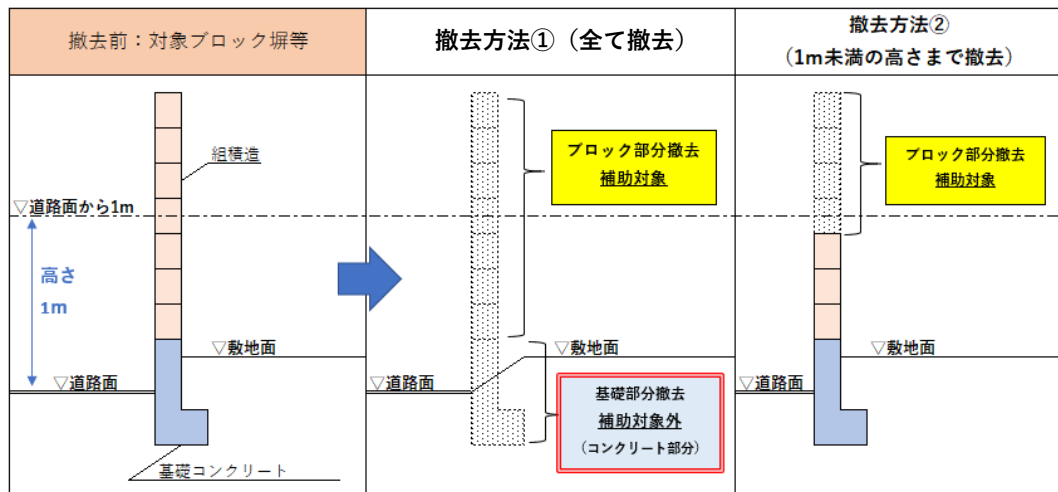 撤去前：対象ブロック塀等
組積造
▽道路面から1m
高さ
1m
▽敷地面
▽道路面
基礎コンクリート
撤去方法①（全て撤去）
ブロック部分撤去
補助対象
▽敷地面
▽道路面
基礎部分撤去
補助対象外
（コンクリート部分）
撤去方法②
（1m未満の高さまで撤去）
ブロック部分撤去
補助対象
▽敷地面
▽道路面